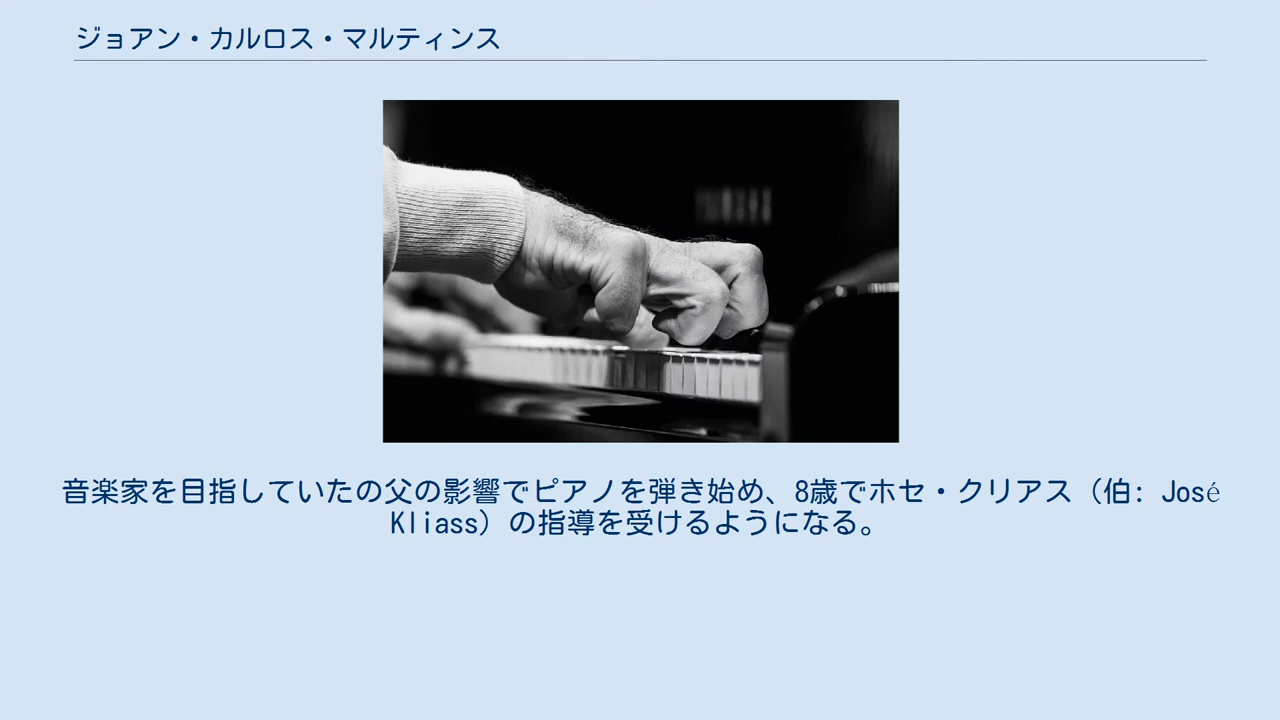 ジョアン・カルロス・マルティンス
音楽家を目指していたの父の影響でピアノを弾き始め、8歳でホセ・クリアス（伯: José
Kliass）の指導を受けるようになる。